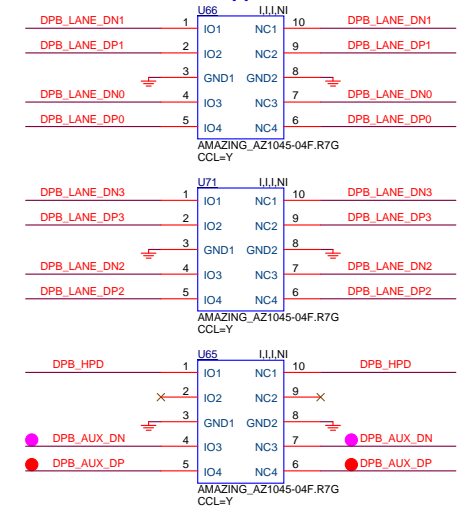 U66 I,I,I,NI
DPB_LANE_DN1 1 IO1 NC1 10 DPB_LANE_DN1
DPB_LANE_DP1 2 IO2 NC2 9 DPB_LANE_DP1
3 GND1 GND2 8
DPB_LANE_DN0 4 IO3 NC3 7 DPB_LANE_DN0
DPB_LANE_DP0 5 IO4 NC4 6 DPB_LANE_DP0
AMAZING_AZ1045-04F.R7G
CCL=Y
U71 I,I,I,NI
DPB_LANE_DN3 1 IO1 NC1 10 DPB_LANE_DN3
DPB_LANE_DP3 2 IO2 NC2 9 DPB_LANE_DP3
3 GND1 GND2 8
DPB_LANE_DN2 4 IO3 NC3 7 DPB_LANE_DN2
DPB_LANE_DP2 5 IO4 NC4 6 DPB_LANE_DP2
AMAZING_AZ1045-04F.R7G
CCL=Y
U65 I,I,I,NI
DPB_HPD 1 IO1 NC1 10 DPB_HPD
2 IO2 NC2 9
3 GND1 GND2 8
DPB_AUX_DN 4 IO3 NC3 7 DPB_AUX_DN
DPB_AUX_DP 5 IO4 NC4 6 DPB_AUX_DP
AMAZING_AZ1045-04F.R7G
CCL=Y